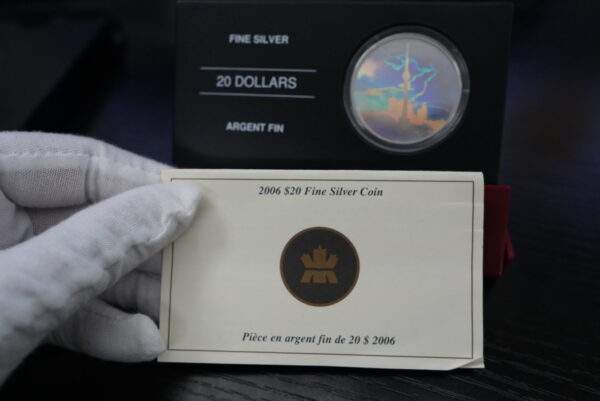 FINE SILVER
20 DOLLARS
ARGENT FIN
2006 $20 Fine Silver Coin
Pièce en argent fin de 20 $ 2006